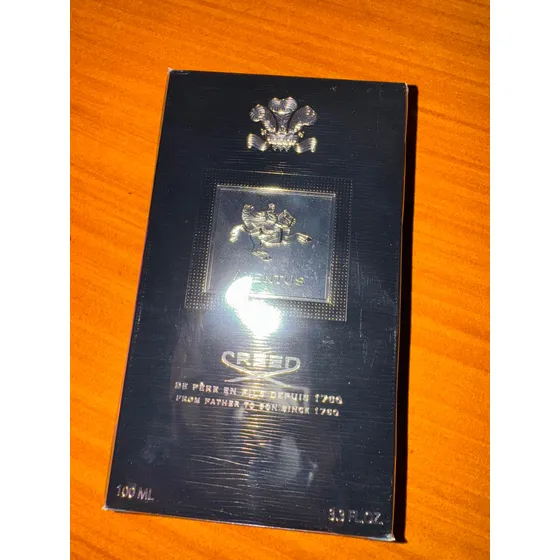 CREED
DE PÈRE EN FILS DEPUIS 1760
FROM FATHER TO SON SINCE 1760
100 ML
3.3 FL.OZ.